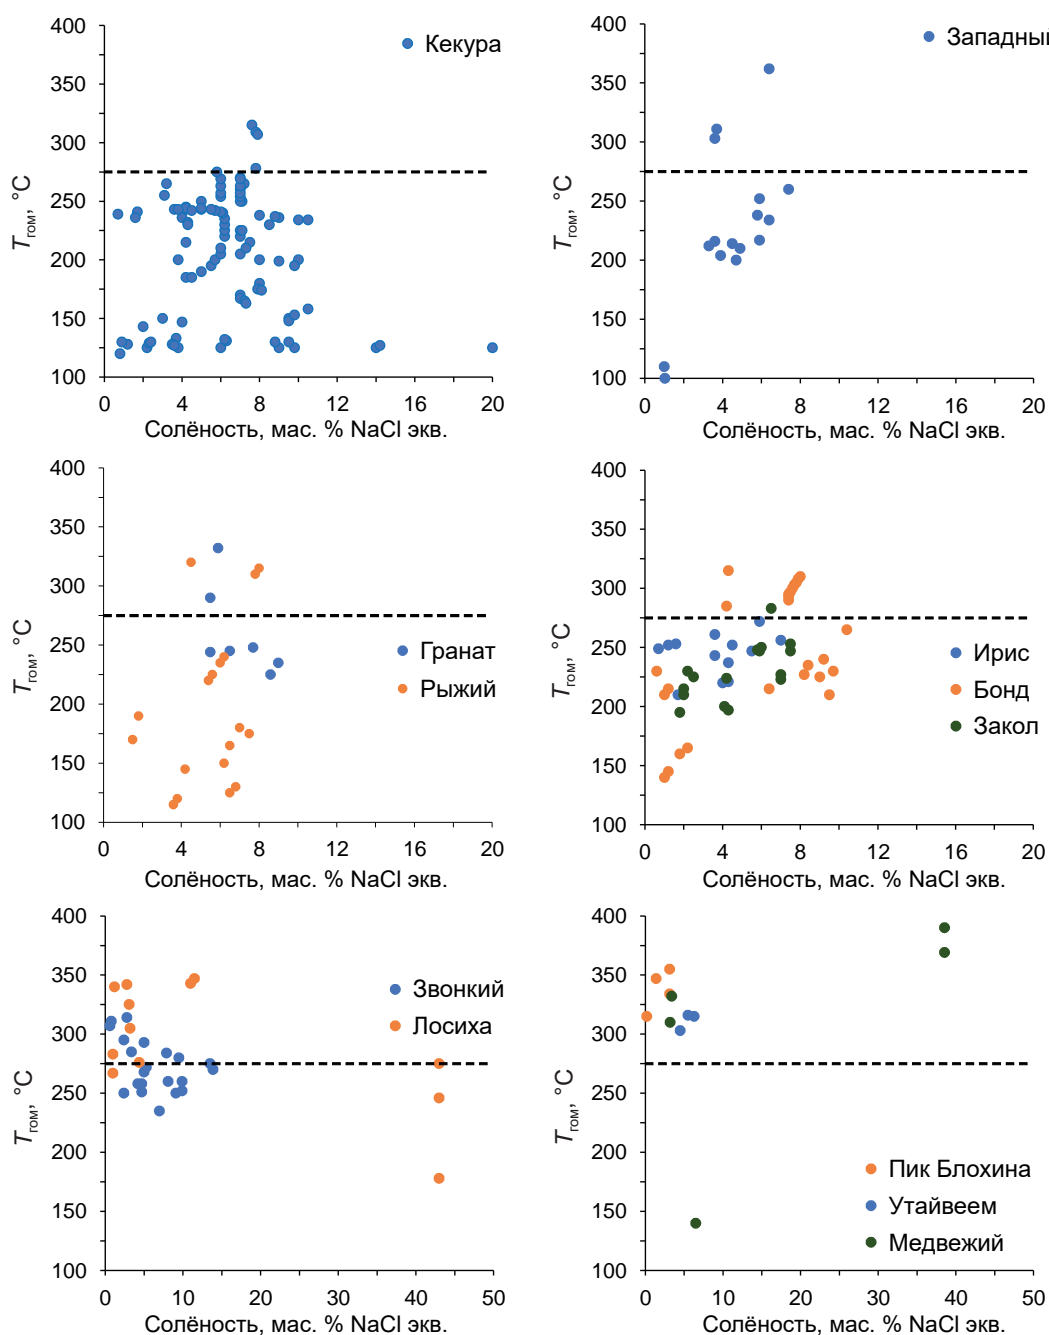 400
350
300
250
200
150
100
Tгом, °C
0 4 8 12 16 20
Солёность, мас. % NaCl экв.
Кекура
400
350
300
250
200
150
100
Tгом, °C
0 4 8 12 16 20
Солёность, мас. % NaCl экв.
Западны
400
350
300
250
200
150
100
Tгом, °C
0 4 8 12 16 20
Солёность, мас. % NaCl экв.
Гранат
Рыжий
400
350
300
250
200
150
100
Tгом, °C
0 4 8 12 16 20
Солёность, мас. % NaCl экв.
Ирис
Бонд
Закол
400
350
300
250
200
150
100
Tгом, °C
0 10 20 30 40 50
Солёность, мас. % NaCl экв.
Звонкий
Лосиха
400
350
300
250
200
150
100
Tгом, °C
0 10 20 30 40 50
Солёность, мас. % NaCl экв.
Пик Блохина
Утайвеем
Медвежий